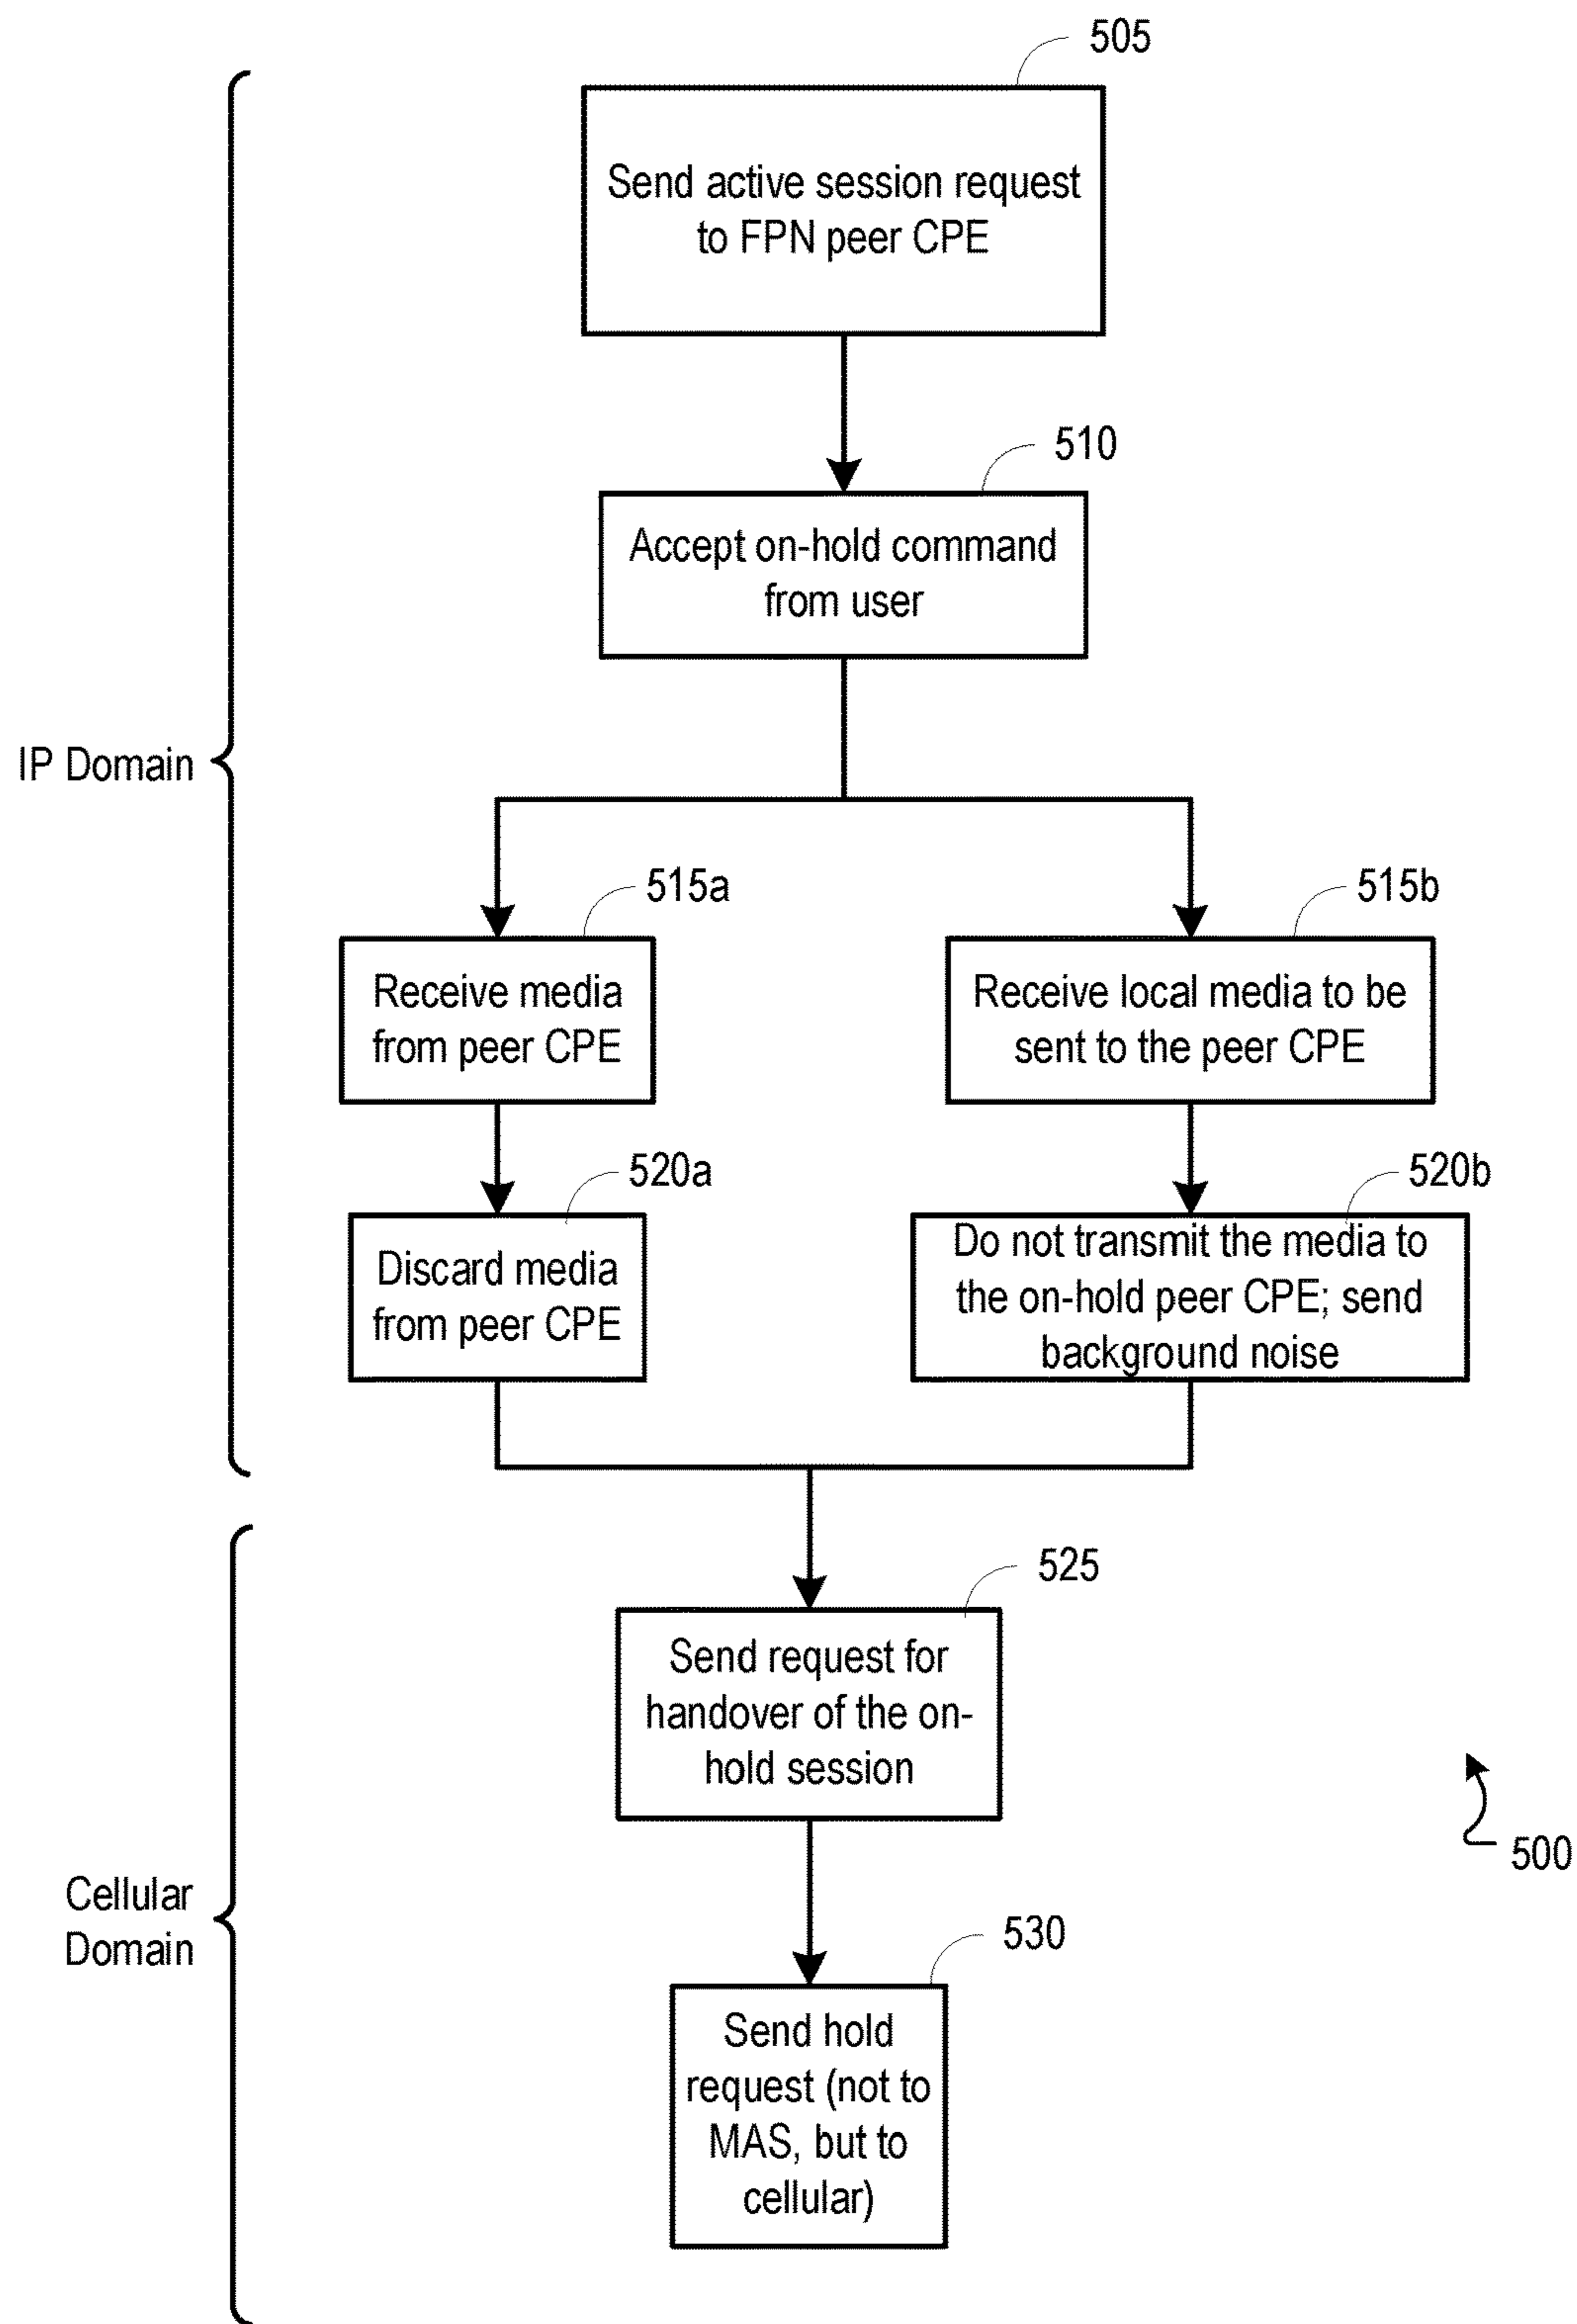 505
Send active session request
to FPN peer CPE
510
Accept on-hold command
from user
IP Domain
515a
515b
Receive media
from peer CPE
Receive local media to be
sent to the peer CPE
520a
520b
Discard media
from peer CPE
Do not transmit the media to
the on-hold peer CPE; send
background noise
525
Send request for
handover of the on-
hold session
500
Cellular
Domain
530
Send hold
request (not to
MAS, but to
cellular)